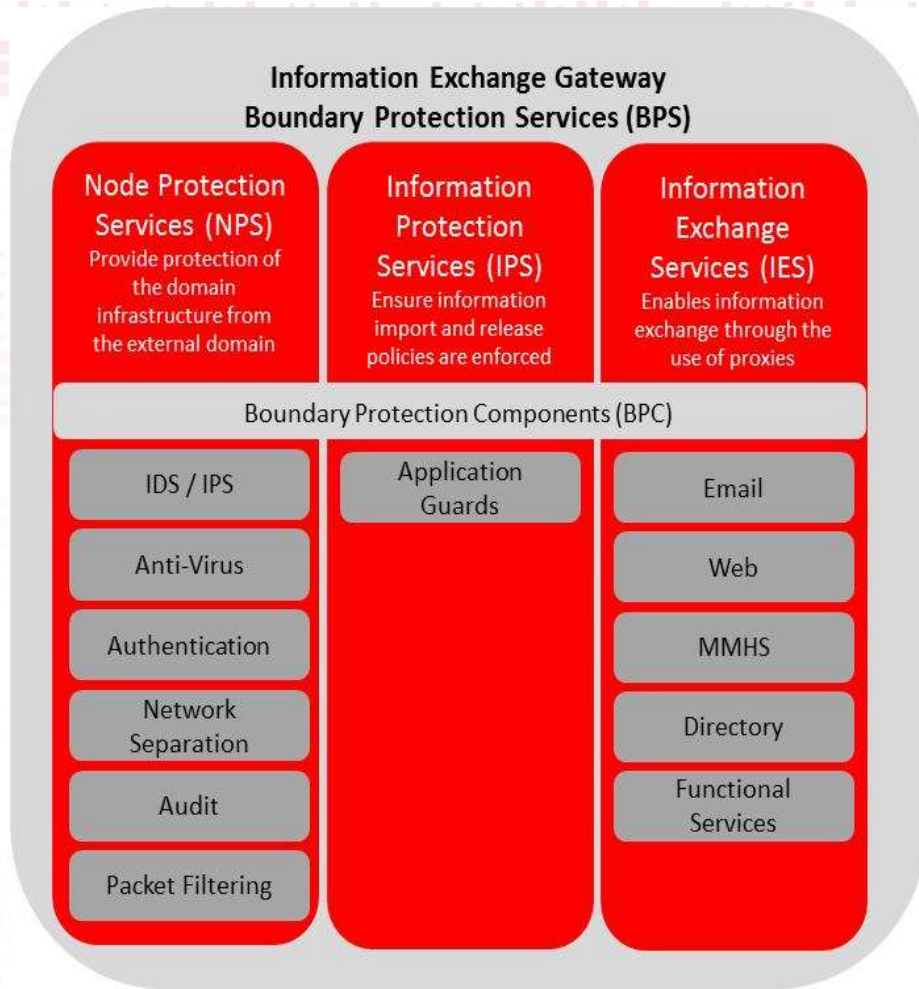 Information Exchange Gateway
Boundary Protection Services (BPS)
Node Protection
Services (NPS)
Provide protection of
the domain
infrastructure from
the external domain
Information
Protection
Services (IPS)
Ensure information
import and release
policies are enforced
Information
Exchange
Services (IES)
Enables information
exchange through the
use of proxies
Boundary Protection Components (BPC)
IDS / IPS
Anti-Virus
Authentication
Network
Separation
Audit
Packet Filtering
Application
Guards
Email
Web
MMHS
Directory
Functional
Services